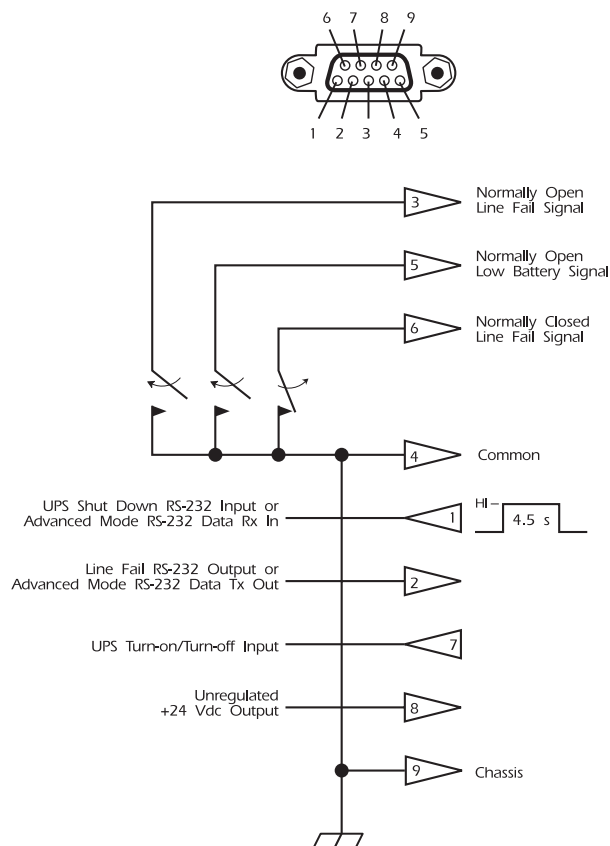 6 7 8 9
1 2 3 4 5
3
Normally Open
Line Fail Signal
5
Normally Open
Low Battery Signal
6
Normally Closed
Line Fail Signal
4
Common
UPS Shut Down RS-232 Input or
Advanced Mode RS-232 Data Rx In
1
HI
4.5 s
Line Fail RS-232 Output or
Advanced Mode RS-232 Data Tx Out
2
UPS Turn-on/Turn-off Input
7
Unregulated
+24 Vdc Output
8
9
Chassis